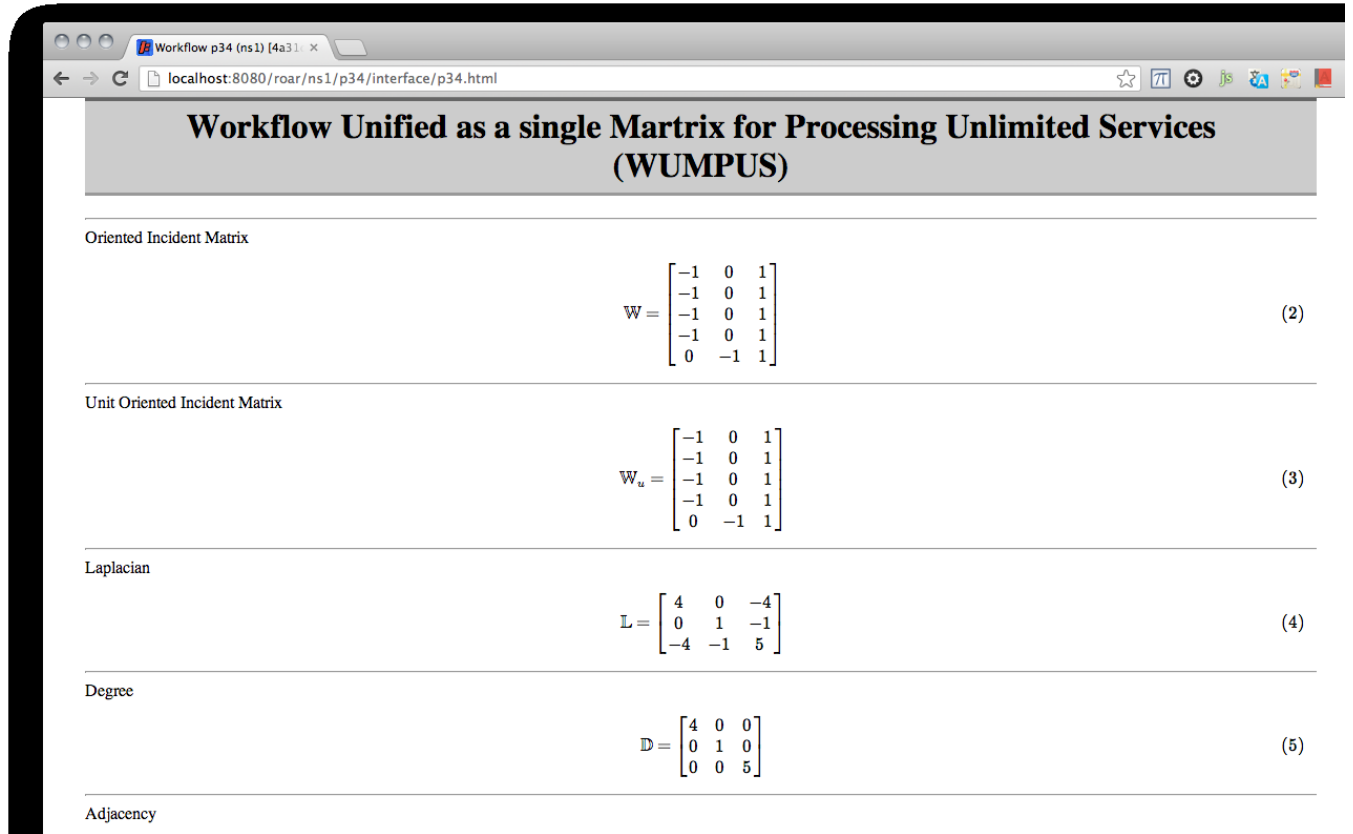 Workflow p34 (ns1) [4a31
localhost:8080/roar/ns1/p34/interface/p34.html
π js A
Workflow Unified as a single Martrix for Processing Unlimited Services
(WUMPUS)
Oriented Incident Matrix
𝕎 =
−1 0 1
−1 0 1
−1 0 1
−1 0 1
0 −1 1
(2)
Unit Oriented Incident Matrix
𝕎ᵤ =
−1 0 1
−1 0 1
−1 0 1
−1 0 1
0 −1 1
(3)
Laplacian
𝕃 =
4 0 −4
0 1 −1
−4 −1 5
(4)
Degree
𝔻 =
4 0 0
0 1 0
0 0 5
(5)
Adjacency